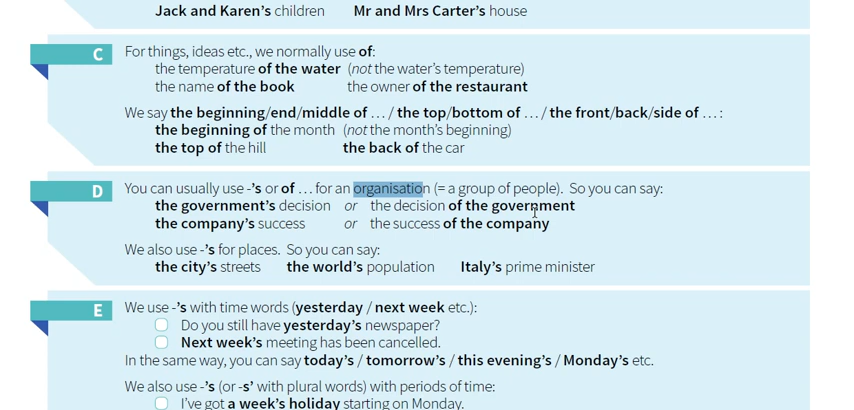 Jack and Karen's children Mr and Mrs Carter's house
C
For things, ideas etc., we normally use of:
the temperature of the water (not the water's temperature)
the name of the book the owner of the restaurant
We say the beginning/end/middle of … / the top/bottom of … / the front/back/side of … :
the beginning of the month (not the month's beginning)
the top of the hill the back of the car
D
You can usually use -'s or of … for an organisation (= a group of people). So you can say:
the government's decision or the decision of the government
the company's success or the success of the company
We also use -'s for places. So you can say:
the city's streets the world's population Italy's prime minister
E
We use -'s with time words (yesterday / next week etc.):
Do you still have yesterday's newspaper?
Next week's meeting has been cancelled.
In the same way, you can say today's / tomorrow's / this evening's / Monday's etc.
We also use -'s (or -s' with plural words) with periods of time:
I've got a week's holiday starting on Monday.